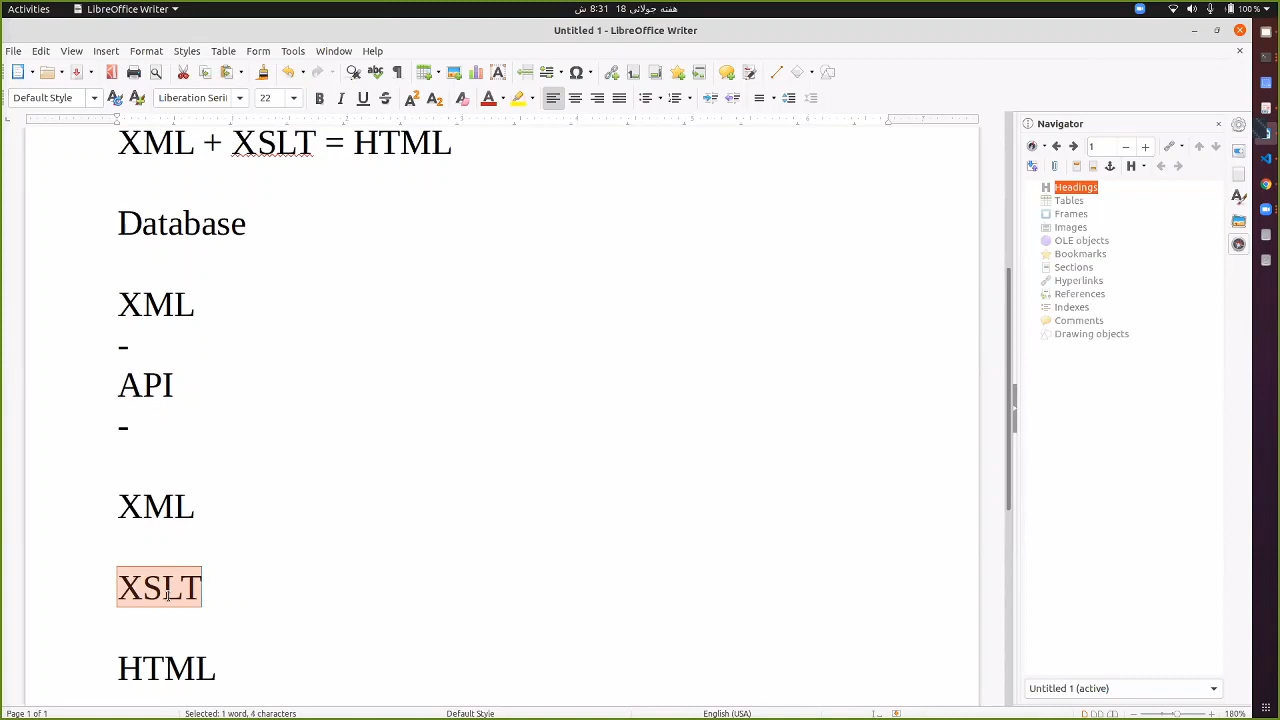 Activities
LibreOffice Writer
هفته جولائی 18  8:31 ش
100 %
Untitled 1 - LibreOffice Writer
File Edit View Insert Format Styles Table Form Tools Window Help
Default Style
Liberation Seri
22
XML + XSLT = HTML
Database
XML
-
API
-
XML
XSLT
HTML
Navigator
1
Headings
Tables
Frames
Images
OLE objects
Bookmarks
Sections
Hyperlinks
References
Indexes
Comments
Drawing objects
Untitled 1 (active)
Page 1 of 1
Selected: 1 word, 4 characters
Default Style
English (USA)
180%